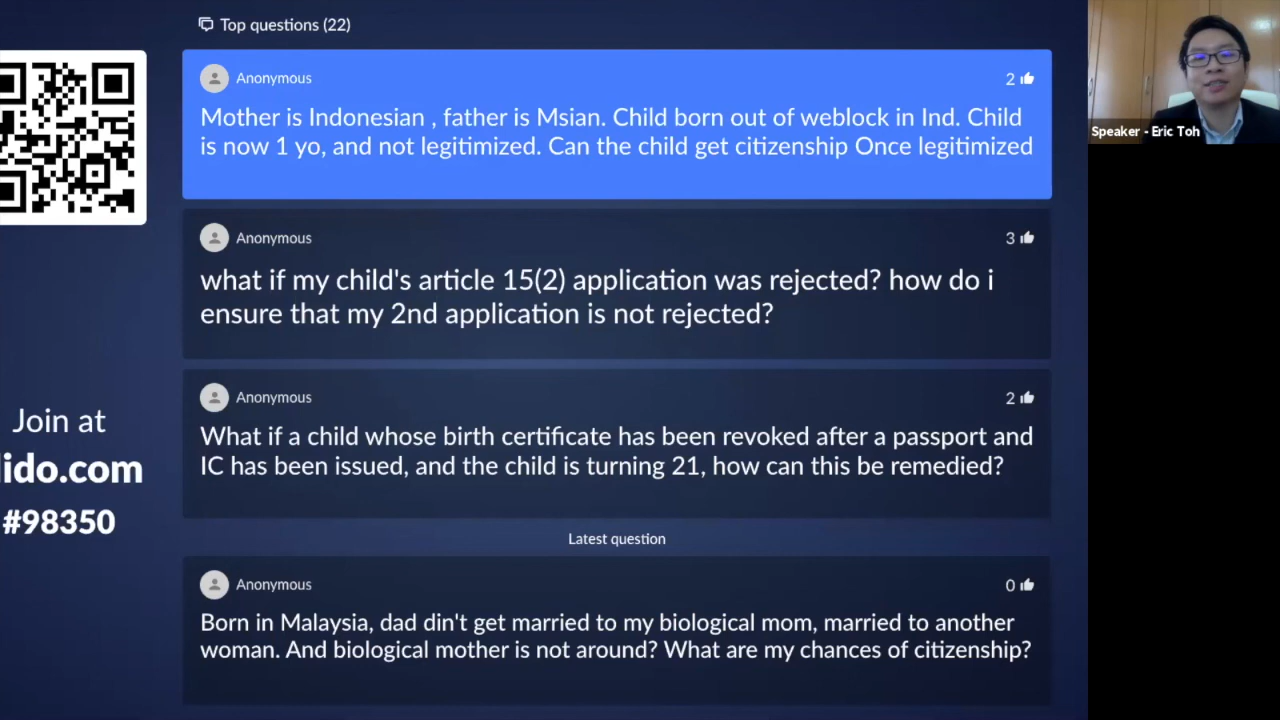 Top questions (22)
Anonymous
2
Mother is Indonesian , father is Msian. Child born out of weblock in Ind. Child
is now 1 yo, and not legitimized. Can the child get citizenship Once legitimized
Anonymous
3
what if my child's article 15(2) application was rejected? how do i
ensure that my 2nd application is not rejected?
Anonymous
2
What if a child whose birth certificate has been revoked after a passport and
IC has been issued, and the child is turning 21, how can this be remedied?
Latest question
Anonymous
0
Born in Malaysia, dad din't get married to my biological mom, married to another
woman. And biological mother is not around? What are my chances of citizenship?
Join at
lido.com
#98350
Speaker - Eric Toh